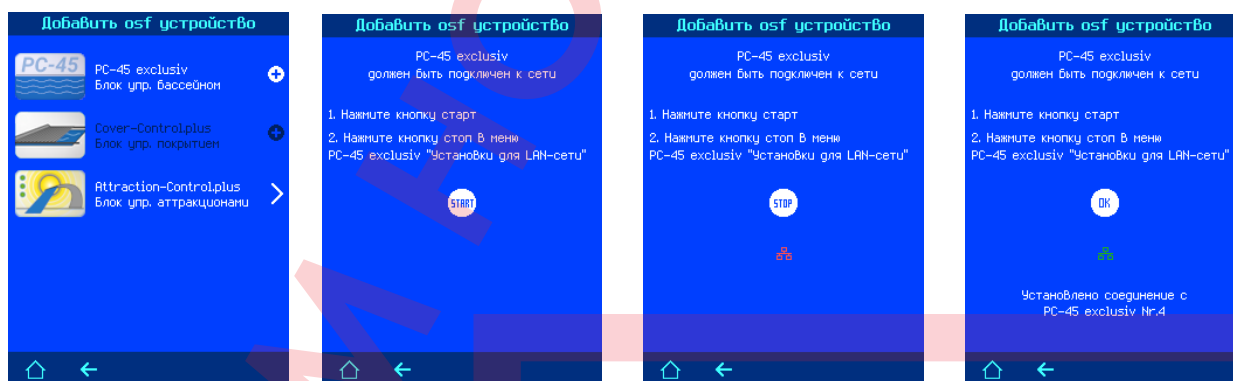 Добавить osf устройство
PC-45
PC-45 exclusiv
Блок упр. бассейном
Cover-Control.plus
Блок упр. покрытием
Attraction-Control.plus
Блок упр. аттракционами
Добавить osf устройство
PC-45 exclusiv
должен быть подключен к сети
1. Нажмите кнопку старт
2. Нажмите кнопку стоп в меню
PC-45 exclusiv "Установки для LAN-сети"
START
Добавить osf устройство
PC-45 exclusiv
должен быть подключен к сети
1. Нажмите кнопку старт
2. Нажмите кнопку стоп в меню
PC-45 exclusiv "Установки для LAN-сети"
STOP
Добавить osf устройство
PC-45 exclusiv
должен быть подключен к сети
1. Нажмите кнопку старт
2. Нажмите кнопку стоп в меню
PC-45 exclusiv "Установки для LAN-сети"
OK
Установлено соединение с
PC-45 exclusiv Nr.4